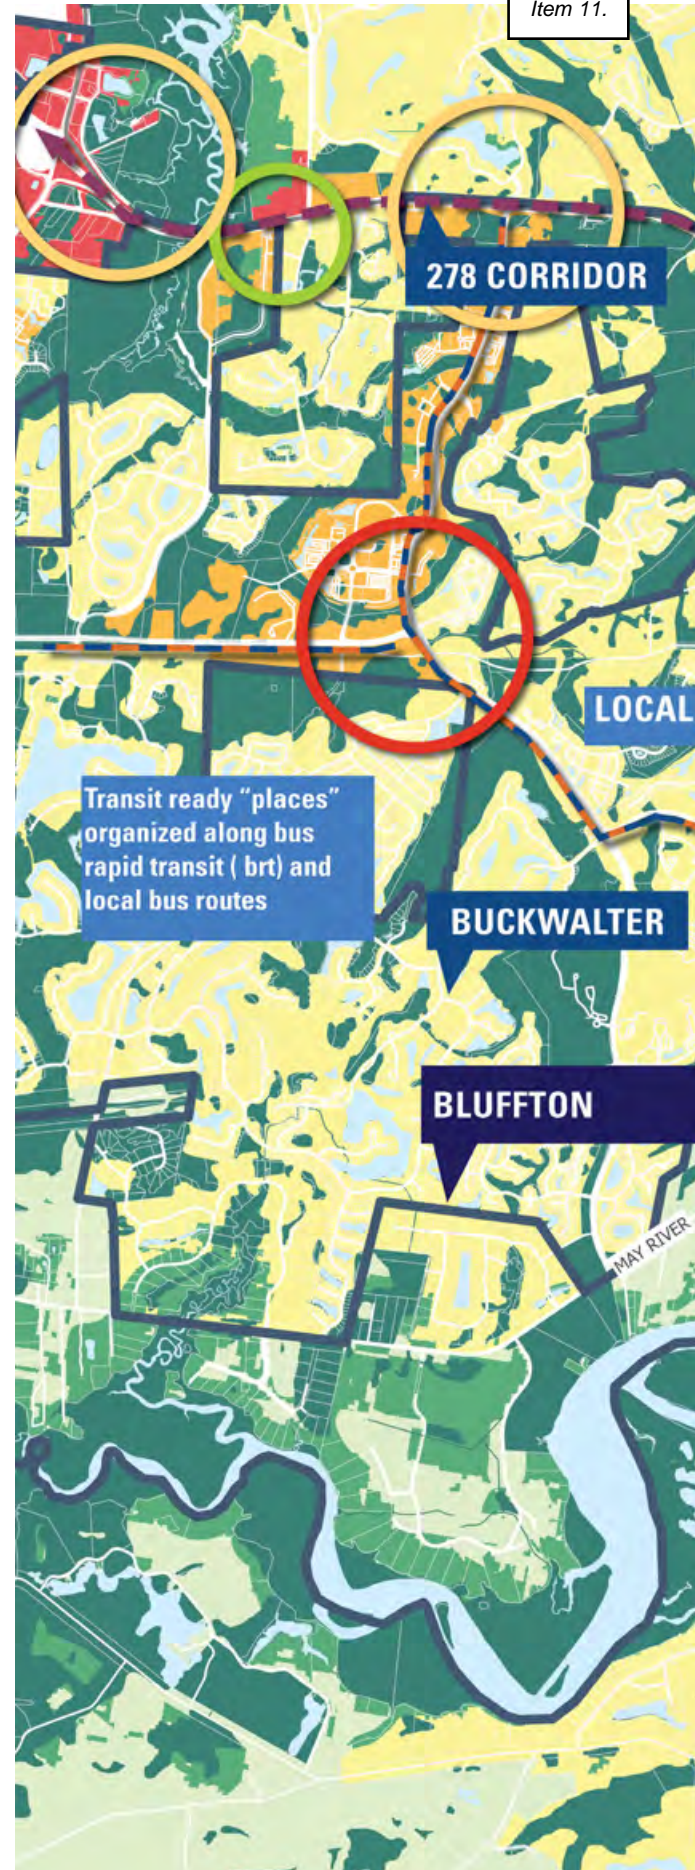 Item 11.
278 CORRIDOR
LOCAL
Transit ready “places”
organized along bus
rapid transit ( brt) and
local bus routes
BUCKWALTER
BLUFFTON
MAY RIVER